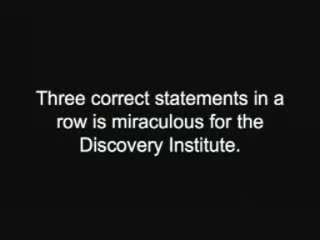 Three correct statements in a
row is miraculous for the
Discovery Institute.